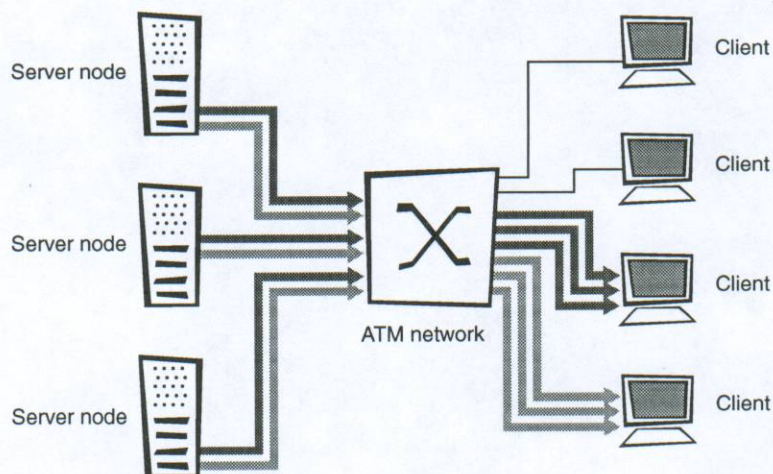 Server node
Client
Client
Server node
Client
ATM network
Client
Server node